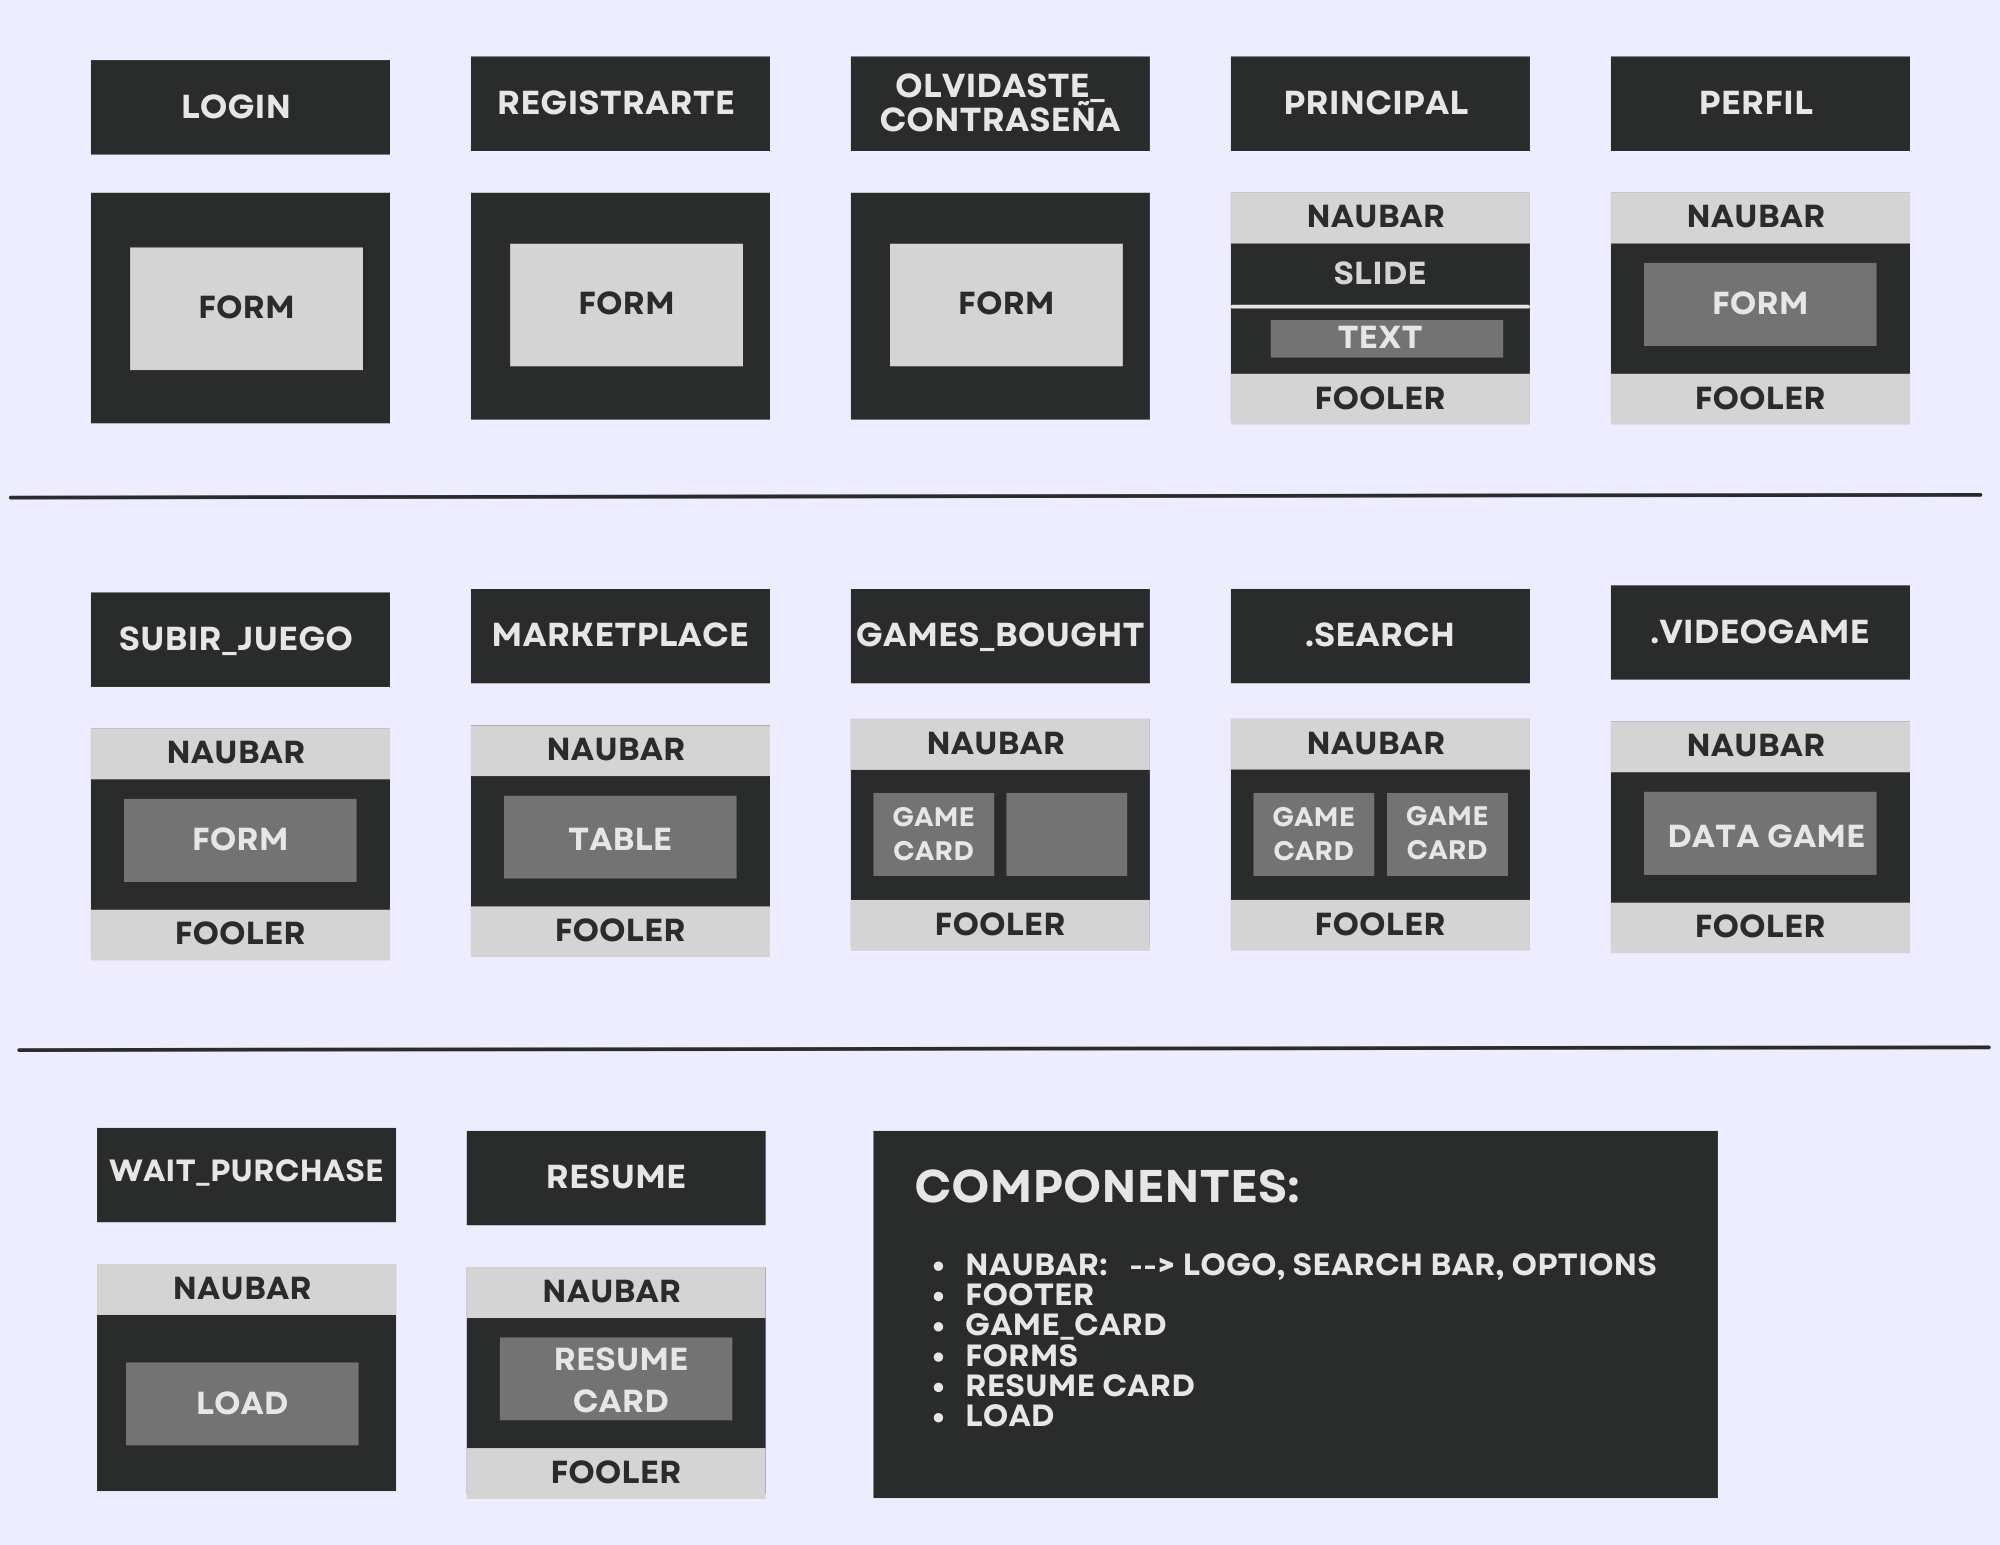 LOGIN
REGISTRARTE
OLVIDASTE_
CONTRASEÑA
PRINCIPAL
PERFIL
FORM
FORM
FORM
NAUBAR
SLIDE
TEXT
FOOLER
NAUBAR
FORM
FOOLER
SUBIR_JUEGO
MARKETPLACE
GAMES_BOUGHT
.SEARCH
.VIDEOGAME
NAUBAR
FORM
FOOLER
NAUBAR
TABLE
FOOLER
NAUBAR
GAME
CARD
FOOLER
NAUBAR
GAME
CARD
GAME
CARD
FOOLER
NAUBAR
DATA GAME
FOOLER
WAIT_PURCHASE
RESUME
NAUBAR
LOAD
NAUBAR
RESUME
CARD
FOOLER
COMPONENTES:
• NAUBAR: --> LOGO, SEARCH BAR, OPTIONS
• FOOTER
• GAME_CARD
• FORMS
• RESUME CARD
• LOAD